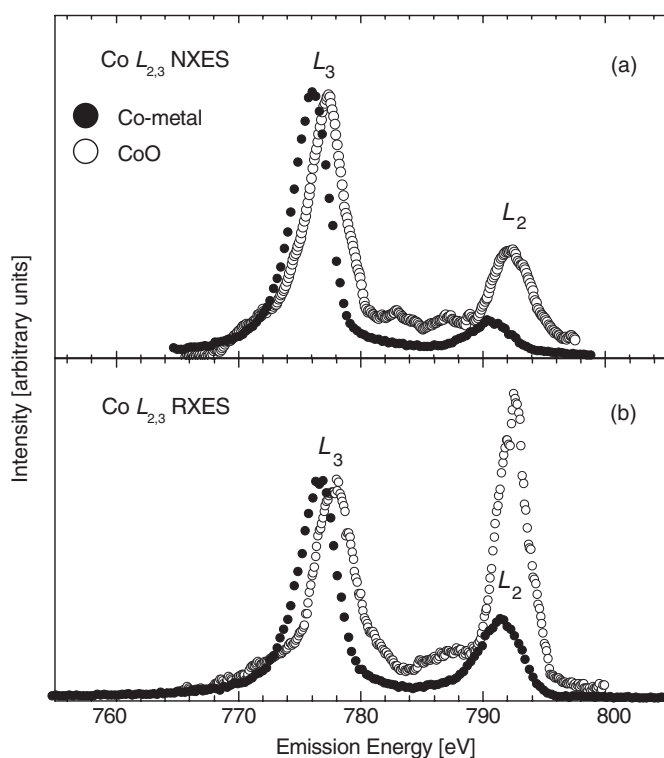 Co L2,3 NXES
L3
(a)
Co-metal
CoO
L2
Intensity [arbitrary units]
Co L2,3 RXES
L3
(b)
L2
760 770 780 790 800
Emission Energy [eV]